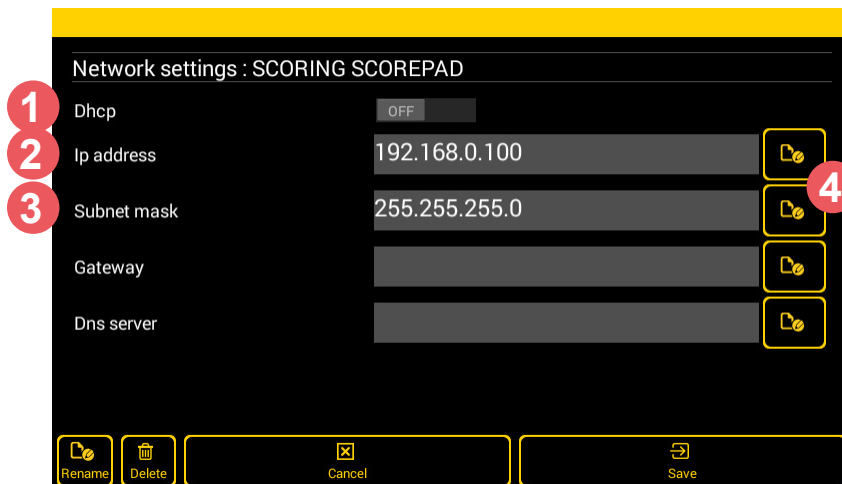 Network settings : SCORING SCOREPAD
1 Dhcp OFF
2 Ip address 192.168.0.100
4
3 Subnet mask 255.255.255.0
Gateway
Dns server
Rename Delete Cancel Save